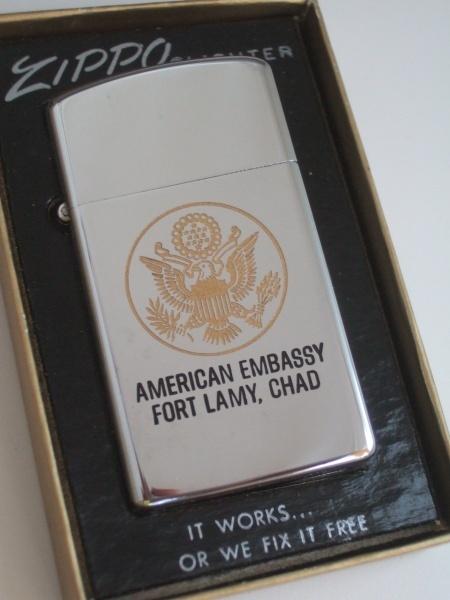 ZIPPO LIGHTER
AMERICAN EMBASSY
FORT LAMY, CHAD
IT WORKS...
OR WE FIX IT FREE